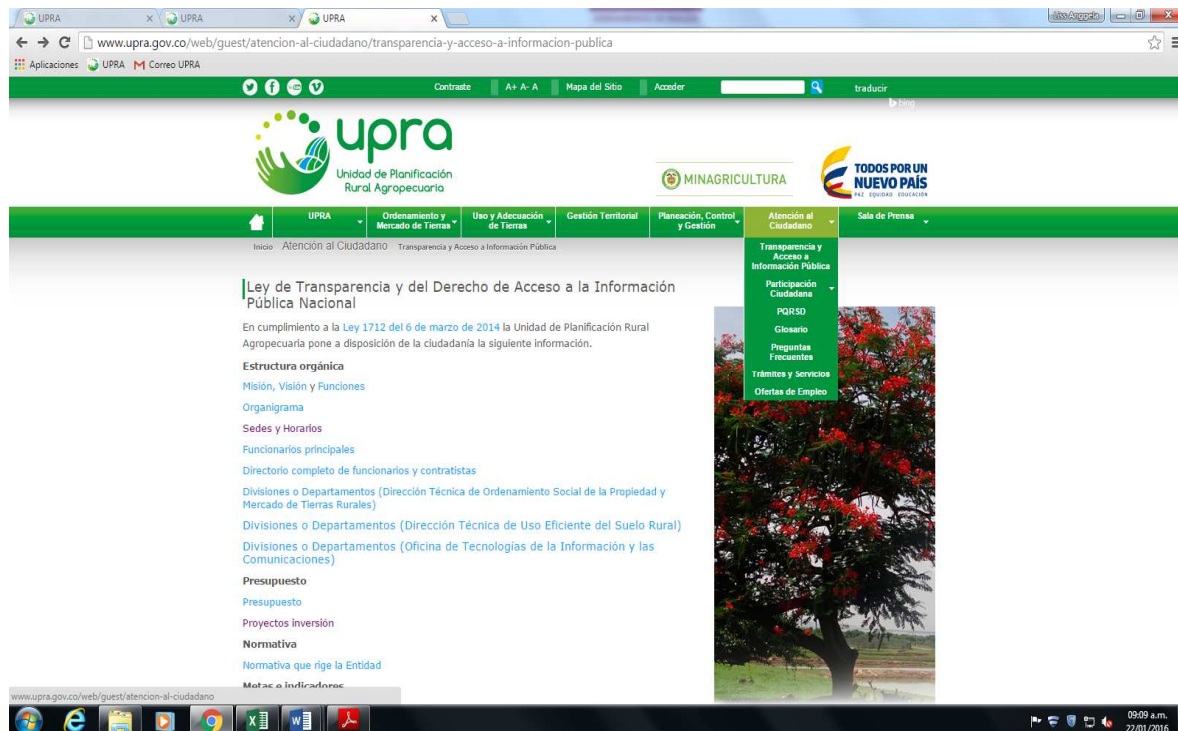 UPRA
UPRA
UPRA
www.upra.gov.co/web/guest/atencion-al-ciudadano/transparencia-y-acceso-a-informacion-publica
Aplicaciones UPRA Correo UPRA
Contraste A+ A- A Mapa del Sitio Acceder traducir
bing
upra
Unidad de Planificación
Rural Agropecuaria
MINAGRICULTURA
TODOS POR UN
NUEVO PAÍS
PAZ EQUIDAD EDUCACIÓN
UPRA
Ordenamiento y
Mercado de Tierras
Uso y Adecuación
de Tierras
Gestión Territorial
Planeación, Control
y Gestión
Atención al
Ciudadano
Sala de Prensa
Inicio Atención al Ciudadano Transparencia y Acceso a Información Pública
Transparencia y
Acceso a
Información Pública
Participación
Ciudadana
PQRSD
Glosario
Preguntas
Frecuentes
Trámites y Servicios
Ofertas de Empleo
Ley de Transparencia y del Derecho de Acceso a la Información
Pública Nacional
En cumplimiento a la Ley 1712 del 6 de marzo de 2014 la Unidad de Planificación Rural
Agropecuaria pone a disposición de la ciudadanía la siguiente información.
Estructura orgánica
Misión, Visión y Funciones
Organigrama
Sedes y Horarios
Funcionarios principales
Directorio completo de funcionarios y contratistas
Divisiones o Departamentos (Dirección Técnica de Ordenamiento Social de la Propiedad y
Mercado de Tierras Rurales)
Divisiones o Departamentos (Dirección Técnica de Uso Eficiente del Suelo Rural)
Divisiones o Departamentos (Oficina de Tecnologías de la Información y las
Comunicaciones)
Presupuesto
Presupuesto
Proyectos inversión
Normativa
Normativa que rige la Entidad
Metas e indicadores
www.upra.gov.co/web/guest/atencion-al-ciudadano
09:09 a.m.
22/01/2016